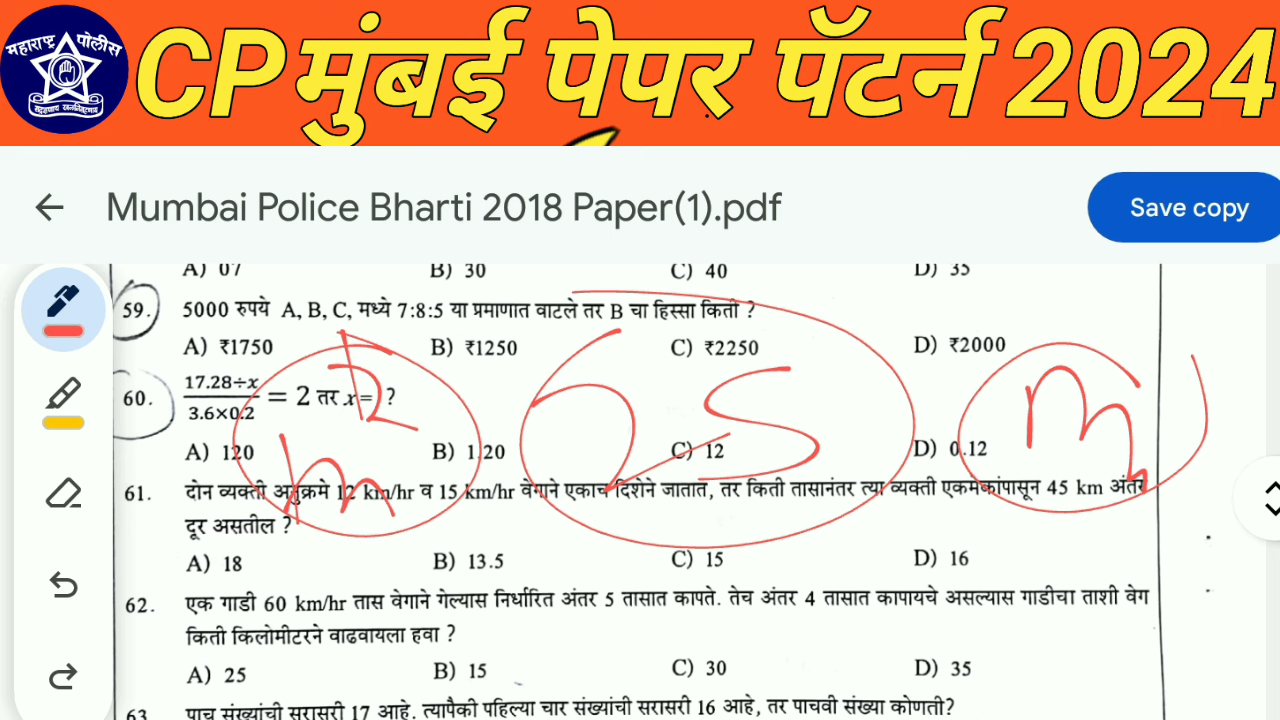 महाराष्ट्र पोलीस
CP मुंबई पेपर पॅटर्न 2024
Mumbai Police Bharti 2018 Paper(1).pdf
Save copy
A) 07 B) 30 C) 40 D) 35
59. 5000 रुपये A, B, C, मध्ये 7:8:5 या प्रमाणात वाटले तर B चा हिस्सा किती ?
A) ₹1750 B) ₹1250 C) ₹2250 D) ₹2000
60. 17.28÷x / 3.6×0.2 = 2 तर x= ?
A) 120 B) 1.20 C) 12 D) 0.12
61. दोन व्यक्ती अनुक्रमे 12 km/hr व 15 km/hr वेगाने एकाच दिशेने जातात, तर किती तासानंतर त्या व्यक्ती एकमेकांपासून 45 km अंतर
दूर असतील ?
A) 18 B) 13.5 C) 15 D) 16
62. एक गाडी 60 km/hr तास वेगाने गेल्यास निर्धारित अंतर 5 तासात कापते. तेच अंतर 4 तासात कापायचे असल्यास गाडीचा ताशी वेग
किती किलोमीटरने वाढवायला हवा ?
A) 25 B) 15 C) 30 D) 35
63. पाच संख्यांची सरासरी 17 आहे. त्यापैकी पहिल्या चार संख्यांची सरासरी 16 आहे, तर पाचवी संख्या कोणती?